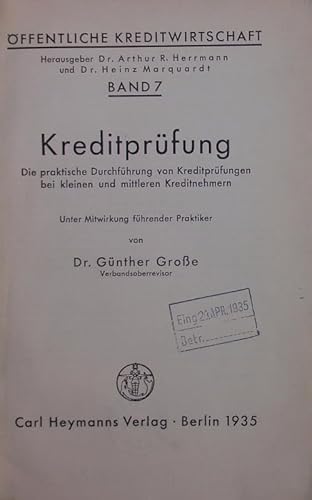 ÖFFENTLICHE KREDITWIRTSCHAFT
Herausgeber Dr. Arthur R. Herrmann
und Dr. Heinz Marquardt
BAND 7
Kreditprüfung
Die praktische Durchführung von Kreditprüfungen
bei kleinen und mittleren Kreditnehmern
Unter Mitwirkung führender Praktiker
von
Dr. Günther Große
Verbandsoberrevisor
Eing. APR. 1935
Dekr.
Carl Heymanns Verlag · Berlin 1935